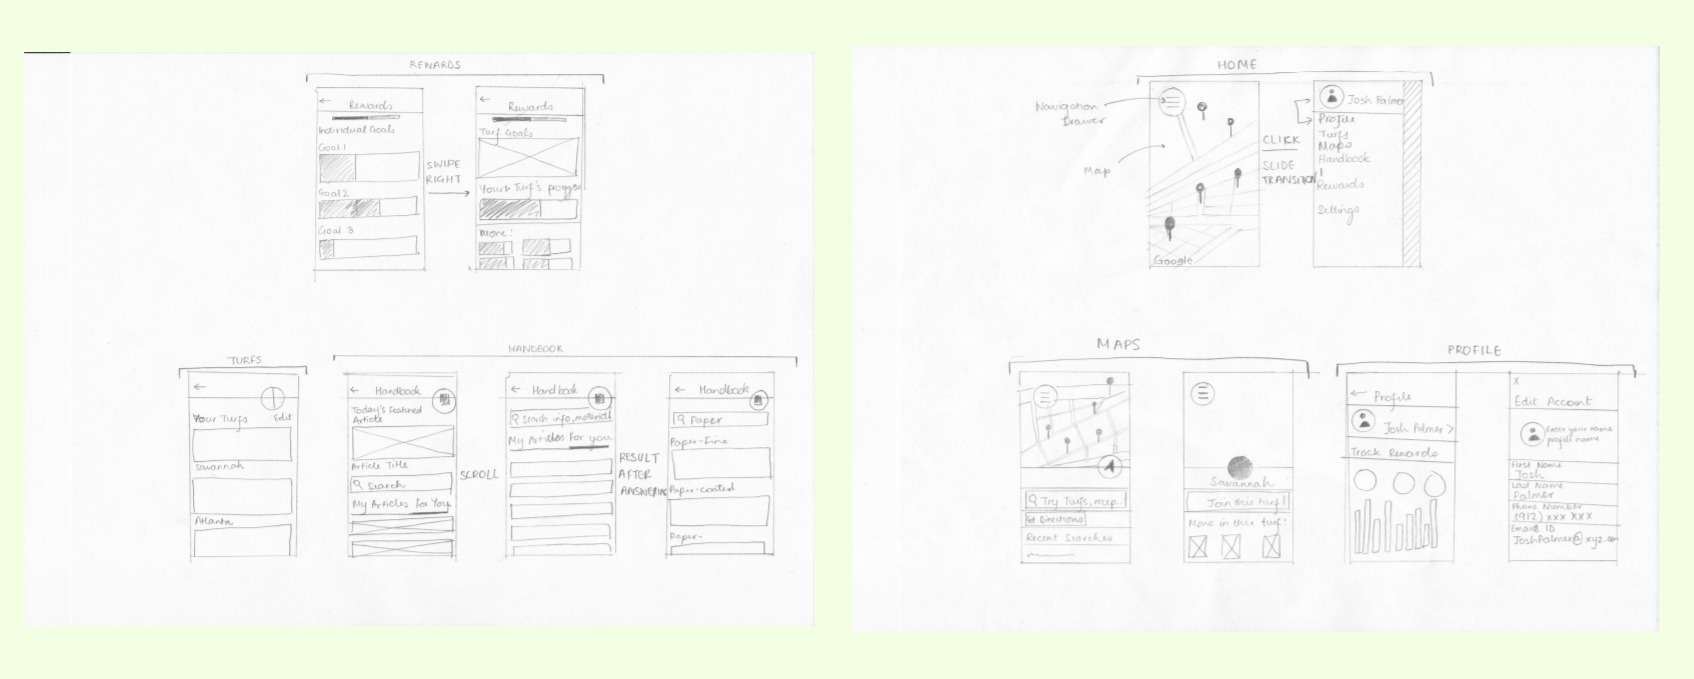 REWARDS
Rewards
Individual Goals
Goal 1
Goal 2
Goal 3
SWIPE
RIGHT
Rewards
Turf Goals
Your Turf's progress
More:
TURFS
Your Turfs
Edit
Savannah
Atlanta
HANDBOOK
Handbook
Today's Featured
Article
Article Title
Search
My Articles for You
SCROLL
Handbook
Search info, material
My Articles for you
RESULT
AFTER
ANSWERING
Handbook
Paper
Paper-Fine
Paper-coated
Paper-
HOME
Navigation
Drawer
Map
Google
CLICK
SLIDE
TRANSITION
Josh Palmer
Profile
Turfs
Maps
Handbook
Rewards
Settings
MAPS
Try Turfs, map
Get Directions
Recent Searches
Savannah
Join this turf!
More in this turf:
PROFILE
Profile
Josh Palmer >
Track Rewards
X
Edit Account
Enter your name
profile name
First Name
Josh
Last Name
Palmer
Phone Number
(912) xxx xxx
Email ID
JoshPalmer@xyz.com